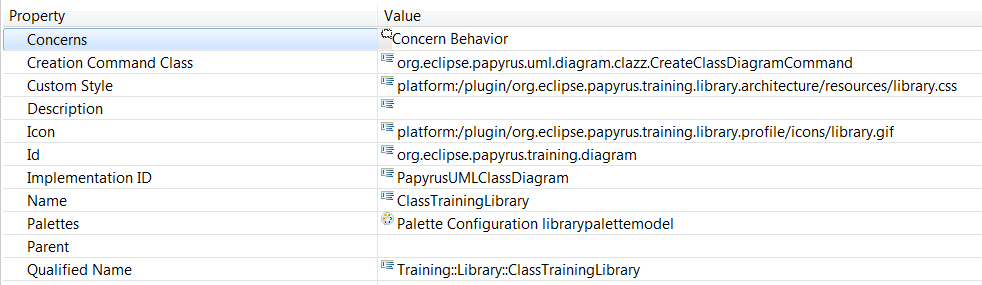 Property Value
Concerns Concern Behavior
Creation Command Class org.eclipse.papyrus.uml.diagram.clazz.CreateClassDiagramCommand
Custom Style platform:/plugin/org.eclipse.papyrus.training.library.architecture/resources/library.css
Description
Icon platform:/plugin/org.eclipse.papyrus.training.library.profile/icons/library.gif
Id org.eclipse.papyrus.training.diagram
Implementation ID PapyrusUMLClassDiagram
Name ClassTrainingLibrary
Palettes Palette Configuration librarypalettemodel
Parent
Qualified Name Training::Library::ClassTrainingLibrary